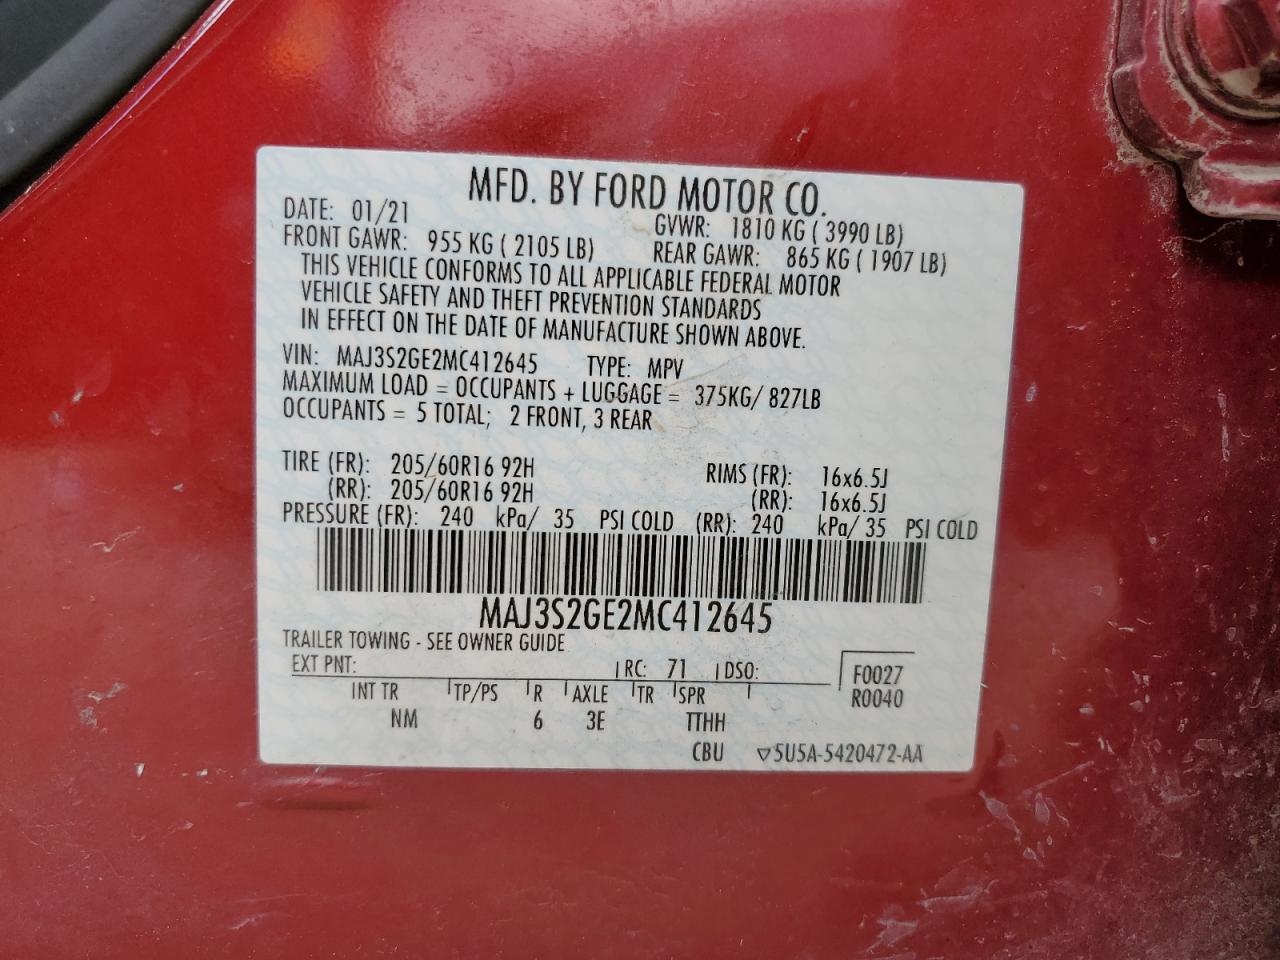 MFD. BY FORD MOTOR CO.
DATE: 01/21 GVWR: 1810 KG ( 3990 LB)
FRONT GAWR: 955 KG ( 2105 LB) REAR GAWR: 865 KG ( 1907 LB)
THIS VEHICLE CONFORMS TO ALL APPLICABLE FEDERAL MOTOR
VEHICLE SAFETY AND THEFT PREVENTION STANDARDS
IN EFFECT ON THE DATE OF MANUFACTURE SHOWN ABOVE.
VIN: MAJ3S2GE2MC412645 TYPE: MPV
MAXIMUM LOAD = OCCUPANTS + LUGGAGE = 375KG/ 827LB
OCCUPANTS = 5 TOTAL; 2 FRONT, 3 REAR
TIRE (FR): 205/60R16 92H RIMS (FR): 16x6.5J
(RR): 205/60R16 92H (RR): 16x6.5J
PRESSURE (FR): 240 kPa/ 35 PSI COLD (RR): 240 kPa/ 35 PSI COLD
MAJ3S2GE2MC412645
TRAILER TOWING - SEE OWNER GUIDE
EXT PNT: RC: 71 DSO: F0027
INT TR TP/PS R AXLE TR SPR R0040
NM 6 3E TTHH
CBU ▽5U5A-5420472-AA